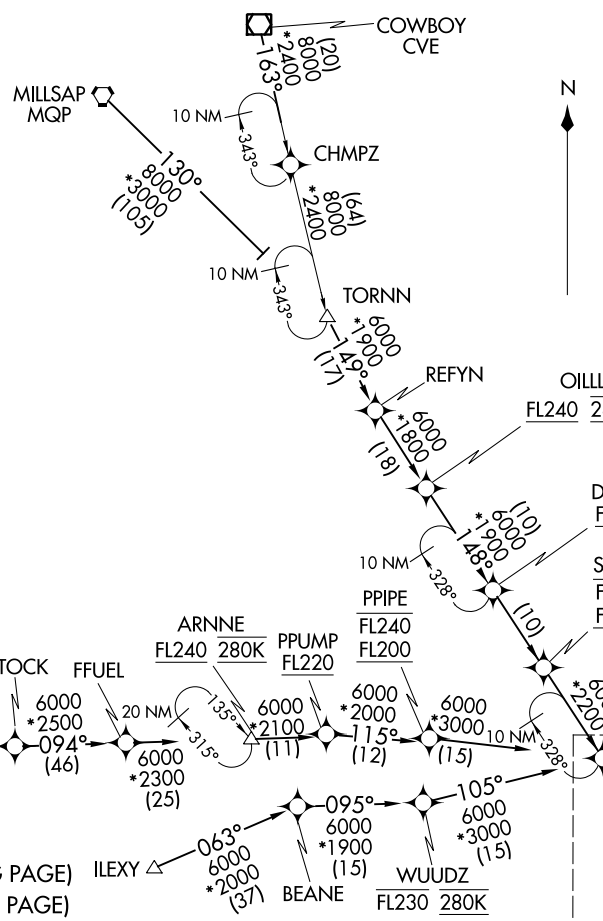 COWBOY
CVE
(20)
8000
*2400
163°
MILLSAP
MQP
10 NM
343°
CHMPZ
130°
8000
*3000
(105)
(64)
8000
*2400
N
10 NM
343°
TORNN
6000
*1900
149°
(17)
REFYN
6000
*1800
(18)
OILLL
FL240 2
(10)
6000
*1900
148°
D
F
10 NM
328°
S
F
F
(10)
PPIPE
FL240
FL200
ARNNE
FL240 280K
PPUMP
FL220
TOCK
FFUEL
6000
*2500
094°
(46)
20 NM
135°
315°
6000
*2300
(25)
6000
*2100
(11)
6000
*2000
115°
(12)
6000
*3000
(15)
10 NM
328°
60
*2200
105°
6000
*3000
(15)
095°
6000
*1900
(15)
063°
6000
*2000
(37)
ILEXY
BEANE
WUUDZ
FL230 280K
G PAGE)
PAGE)